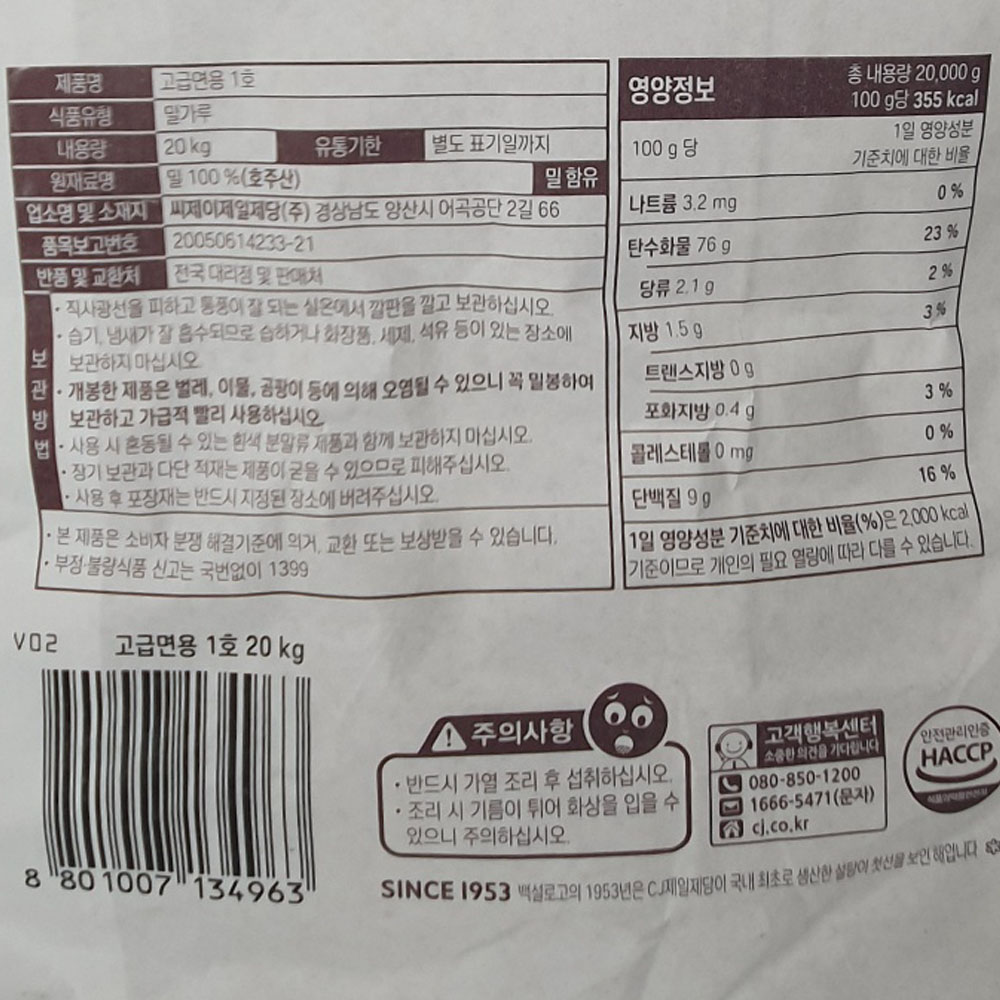 제품명 고급면용 1호
식품유형 밀가루
내용량 20 kg 유통기한 별도 표기일까지
원재료명 밀 100 %(호주산) 밀 함유
업소명 및 소재지 씨제이제일제당(주) 경상남도 양산시 어곡공단 2길 66
품목보고번호 20050614233-21
반품 및 교환처 전국 대리점 및 판매처
보관방법
· 직사광선을 피하고 통풍이 잘 되는 실온에서 깔판을 깔고 보관하십시오.
· 습기, 냄새가 잘 흡수되므로 습하거나 화장품, 세제, 석유 등이 있는 장소에
보관하지 마십시오.
· 개봉한 제품은 벌레, 이물, 곰팡이 등에 의해 오염될 수 있으니 꼭 밀봉하여
보관하고 가급적 빨리 사용하십시오.
· 사용 시 혼동될 수 있는 흰색 분말류 제품과 함께 보관하지 마십시오.
· 장기 보관과 다단 적재는 제품이 굳을 수 있으므로 피해주십시오.
· 사용 후 포장재는 반드시 지정된 장소에 버려주십시오.
· 본 제품은 소비자 분쟁 해결기준에 의거, 교환 또는 보상받을 수 있습니다.
· 부정·불량식품 신고는 국번없이 1399
영양정보 총 내용량 20,000 g
100 g당 355 kcal
100 g 당 1일 영양성분
기준치에 대한 비율
나트륨 3.2 mg 0 %
탄수화물 76 g 23 %
당류 2.1 g 2 %
지방 1.5 g 3 %
트랜스지방 0 g
포화지방 0.4 g 3 %
콜레스테롤 0 mg 0 %
단백질 9 g 16 %
1일 영양성분 기준치에 대한 비율(%)은 2,000 kcal
기준이므로 개인의 필요 열량에 따라 다를 수 있습니다.
V02 고급면용 1호 20 kg
8 801007 134963
주의사항
· 반드시 가열 조리 후 섭취하십시오.
· 조리 시 기름이 튀어 화상을 입을 수
있으니 주의하십시오.
고객행복센터
소중한 의견을 기다립니다
080-850-1200
1666-5471(문자)
cj.co.kr
안전관리인증
HACCP
식품의약품안전처
SINCE 1953 백설로고의 1953년은 CJ제일제당이 국내 최초로 생산한 설탕이 첫선을 보인 해입니다